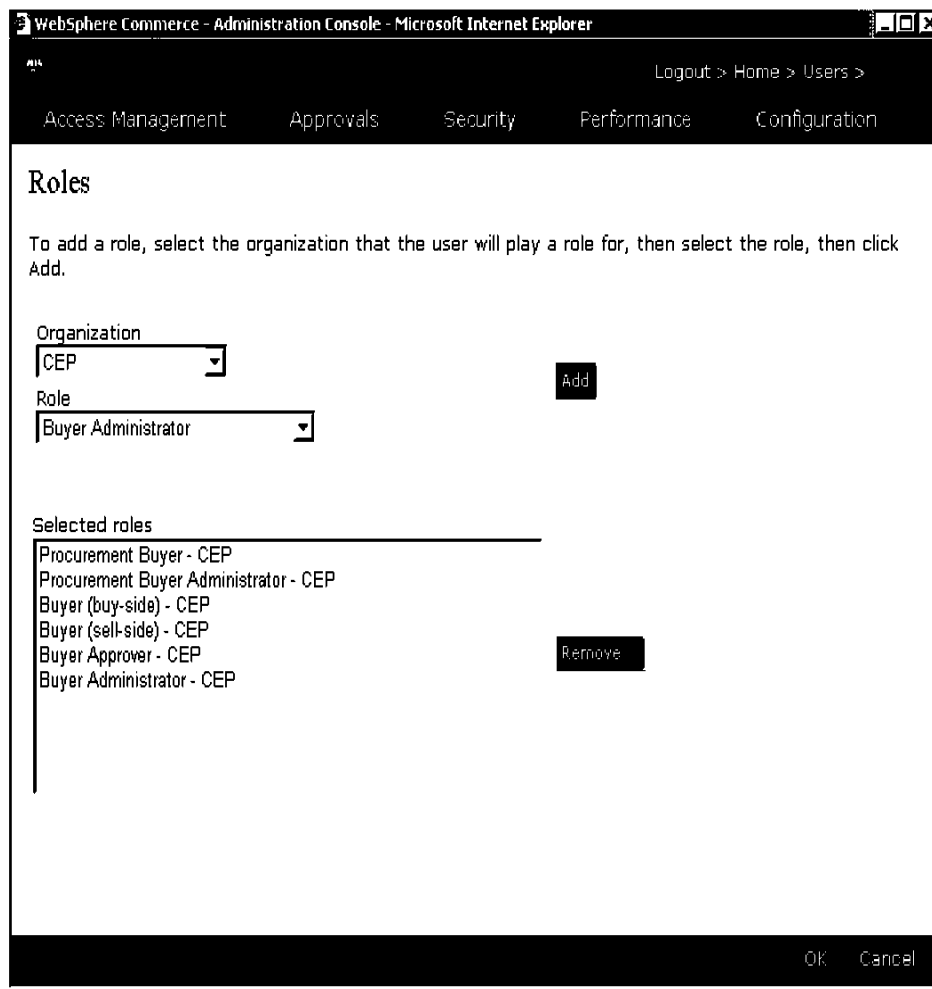 WebSphere Commerce - Administration Console - Microsoft Internet Explorer
Logout > Home > Users >
Access Management Approvals Security Performance Configuration
Roles
To add a role, select the organization that the user will play a role for, then select the role, then click
Add.
Organization
CEP
Add
Role
Buyer Administrator
Selected roles
Procurement Buyer - CEP
Procurement Buyer Administrator - CEP
Buyer (buy-side) - CEP
Buyer (sell-side) - CEP
Buyer Approver - CEP
Remove
Buyer Administrator - CEP
OK Cancel